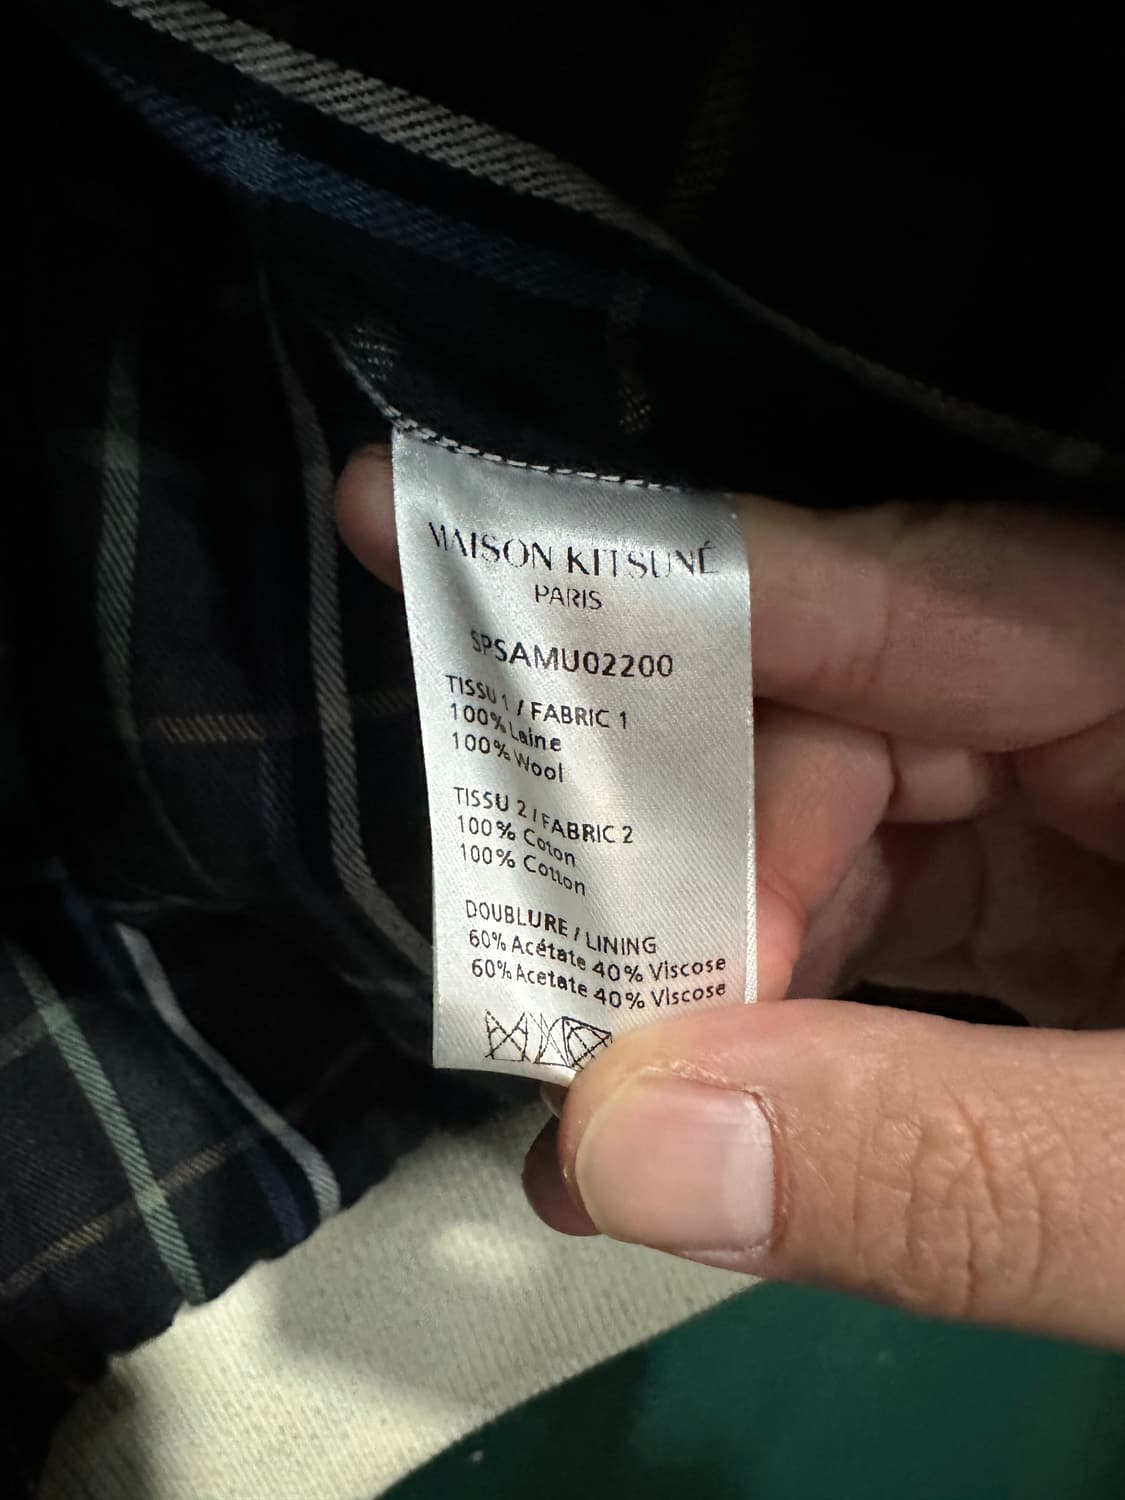 MAISON KITSUNÉ
PARIS
SPSAMU02200
TISSU 1 / FABRIC 1
100% Laine
100% Wool
TISSU 2 / FABRIC 2
100% Coton
100% Cotton
DOUBLURE / LINING
60% Acétate 40% Viscose
60% Acetate 40% Viscose